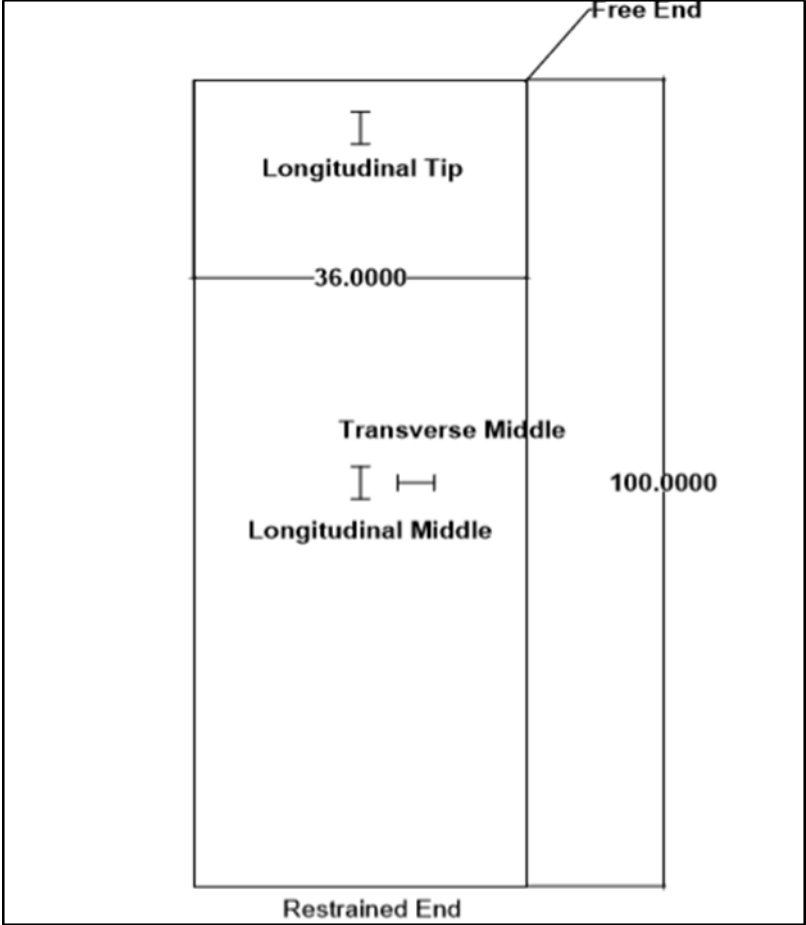 Free End
Longitudinal Tip
36.0000
Transverse Middle
100.0000
Longitudinal Middle
Restrained End